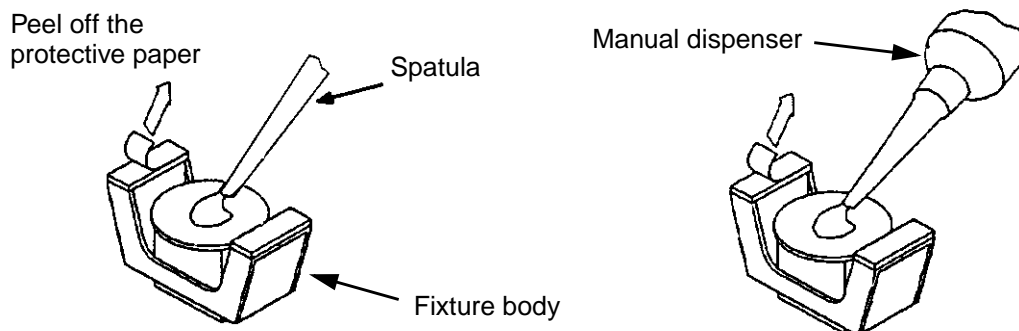 Peel off the
protective paper
Spatula
Fixture body
Manual dispenser